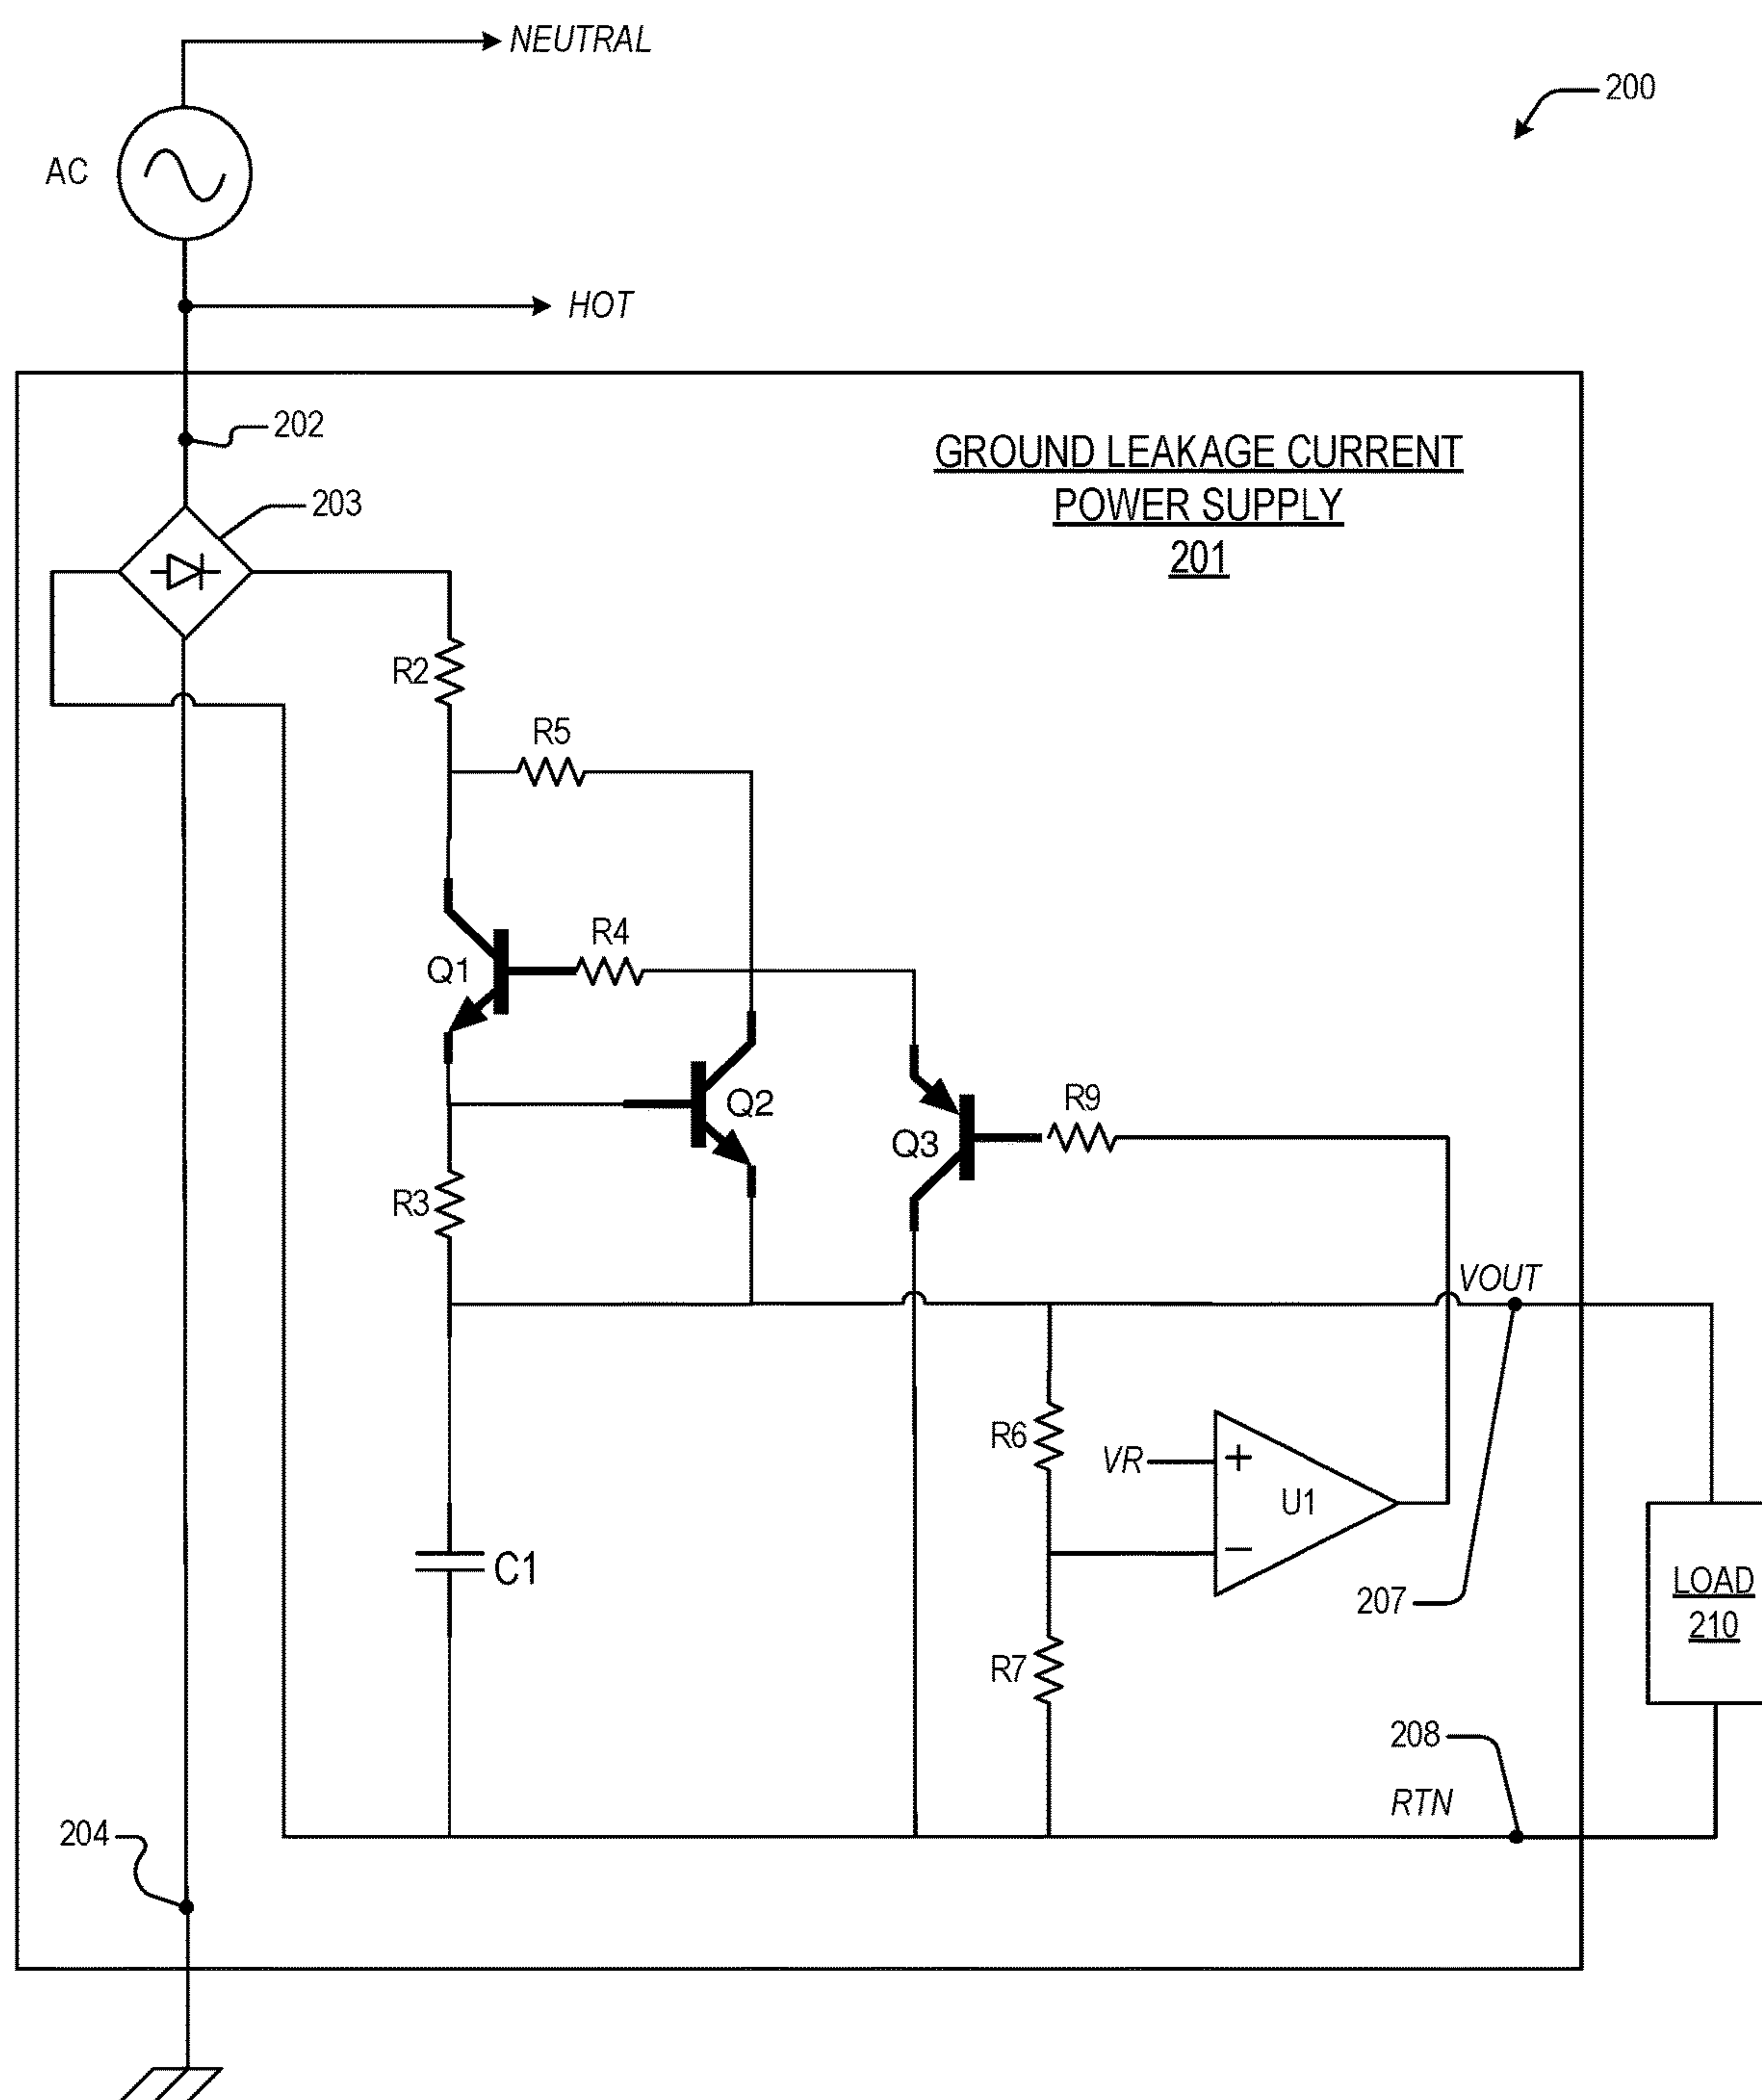 NEUTRAL
200
AC
HOT
202
GROUND LEAKAGE CURRENT
POWER SUPPLY
201
203
R2
R5
R4
Q1
Q2
R9
Q3
R3
VOUT
R6
VR
+
U1
−
C1
207
LOAD
210
R7
208
RTN
204